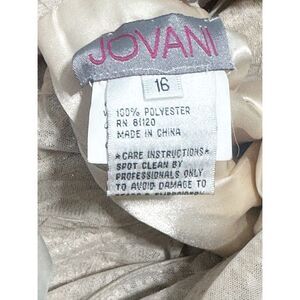 JOVANI
16
100% POLYESTER
RN 81120
MADE IN CHINA
*CARE INSTRUCTIONS*
SPOT CLEAN BY
PROFESSIONALS ONLY
TO AVOID DAMAGE TO